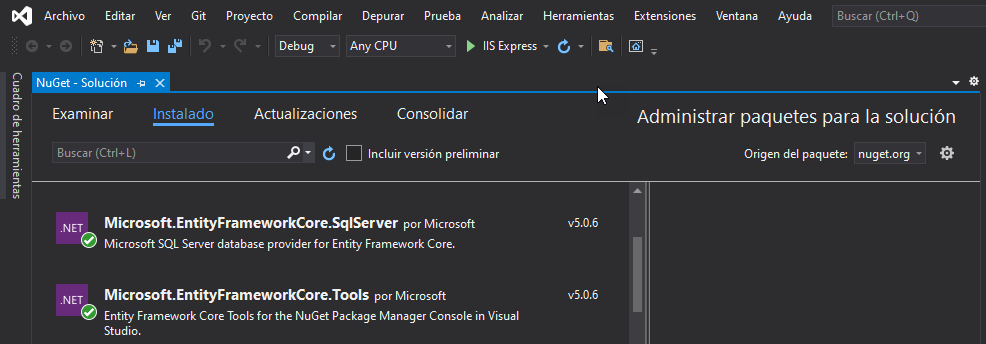 Archivo Editar Ver Git Proyecto Compilar Depurar Prueba Analizar Herramientas Extensiones Ventana Ayuda Buscar (Ctrl+Q)
Debug Any CPU IIS Express
Cuadro de herramientas
NuGet - Solución
Examinar Instalado Actualizaciones Consolidar Administrar paquetes para la solución
Buscar (Ctrl+L) Incluir versión preliminar Origen del paquete: nuget.org
.NET Microsoft.EntityFrameworkCore.SqlServer por Microsoft v5.0.6
Microsoft SQL Server database provider for Entity Framework Core.
.NET Microsoft.EntityFrameworkCore.Tools por Microsoft v5.0.6
Entity Framework Core Tools for the NuGet Package Manager Console in Visual
Studio.